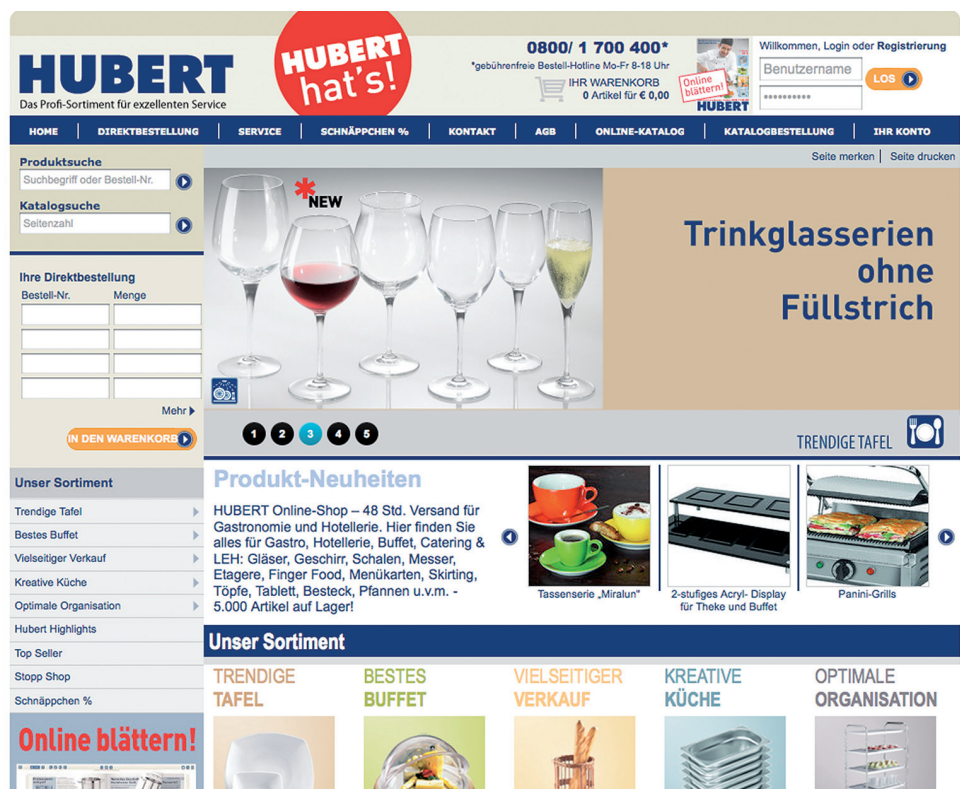 HUBERT
Das Profi-Sortiment für exzellenten Service
HUBERT
hat's!
0800/ 1 700 400*
*gebührenfreie Bestell-Hotline Mo-Fr 8-18 Uhr
IHR WARENKORB
0 Artikel für € 0,00
Online
blättern!
HUBERT
Willkommen, Login oder Registrierung
Benutzername
LOS
HOME
DIREKTBESTELLUNG
SERVICE
SCHNÄPPCHEN %
KONTAKT
AGB
ONLINE-KATALOG
KATALOGBESTELLUNG
IHR KONTO
Seite merken
Seite drucken
Produktsuche
Suchbegriff oder Bestell-Nr.
Katalogsuche
Seitenzahl
Ihre Direktbestellung
Bestell-Nr. Menge
Mehr
IN DEN WARENKORB
*NEW
Trinkglasserien
ohne
Füllstrich
1 2 3 4 5
TRENDIGE TAFEL
Unser Sortiment
Trendige Tafel
Bestes Buffet
Vielseitiger Verkauf
Kreative Küche
Optimale Organisation
Hubert Highlights
Top Seller
Stopp Shop
Schnäppchen %
Online blättern!
Produkt-Neuheiten
HUBERT Online-Shop – 48 Std. Versand für
Gastronomie und Hotellerie. Hier finden Sie
alles für Gastro, Hotellerie, Buffet, Catering &
LEH: Gläser, Geschirr, Schalen, Messer,
Etagere, Finger Food, Menükarten, Skirting,
Töpfe, Tablett, Besteck, Pfannen u.v.m. -
5.000 Artikel auf Lager!
Tassenserie „Miralun"
2-stufiges Acryl- Display
für Theke und Buffet
Panini-Grills
Unser Sortiment
TRENDIGE
TAFEL
BESTES
BUFFET
VIELSEITIGER
VERKAUF
KREATIVE
KÜCHE
OPTIMALE
ORGANISATION